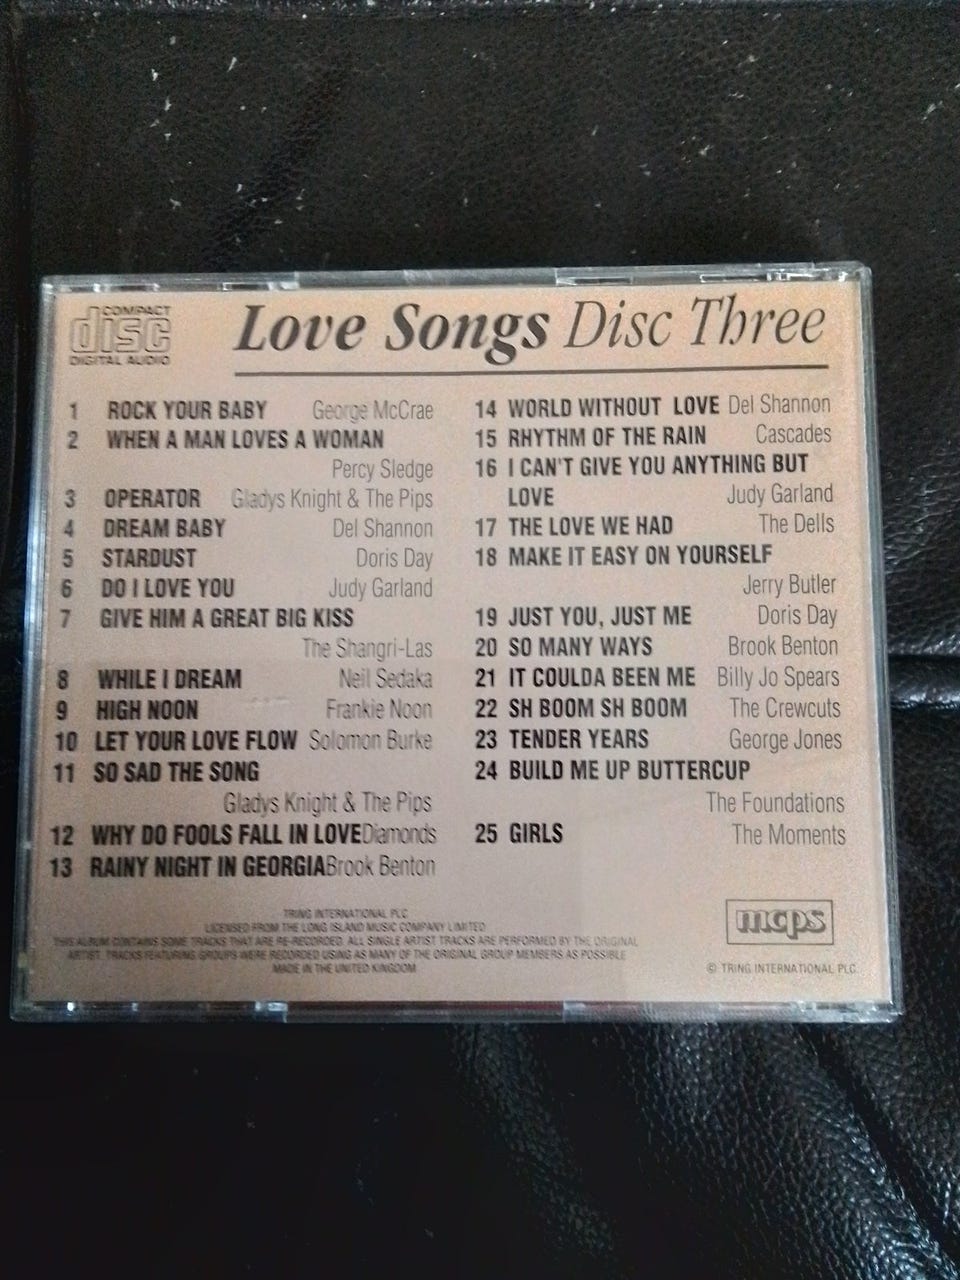 COMPACT
disc
DIGITAL AUDIO
Love Songs Disc Three
1 ROCK YOUR BABY George McCrae
2 WHEN A MAN LOVES A WOMAN
Percy Sledge
3 OPERATOR Gladys Knight & The Pips
4 DREAM BABY Del Shannon
5 STARDUST Doris Day
6 DO I LOVE YOU Judy Garland
7 GIVE HIM A GREAT BIG KISS
The Shangri-Las
8 WHILE I DREAM Neil Sedaka
9 HIGH NOON Frankie Noon
10 LET YOUR LOVE FLOW Solomon Burke
11 SO SAD THE SONG
Gladys Knight & The Pips
12 WHY DO FOOLS FALL IN LOVE Diamonds
13 RAINY NIGHT IN GEORGIA Brook Benton
14 WORLD WITHOUT LOVE Del Shannon
15 RHYTHM OF THE RAIN Cascades
16 I CAN'T GIVE YOU ANYTHING BUT
LOVE Judy Garland
17 THE LOVE WE HAD The Dells
18 MAKE IT EASY ON YOURSELF
Jerry Butler
19 JUST YOU, JUST ME Doris Day
20 SO MANY WAYS Brook Benton
21 IT COULDA BEEN ME Billy Jo Spears
22 SH BOOM SH BOOM The Crewcuts
23 TENDER YEARS George Jones
24 BUILD ME UP BUTTERCUP
The Foundations
25 GIRLS The Moments
TRING INTERNATIONAL PLC
LICENSED FROM THE LONG ISLAND MUSIC COMPANY LIMITED
THIS ALBUM CONTAINS SOME TRACKS THAT ARE RE-RECORDED. ALL SINGLE ARTIST TRACKS ARE PERFORMED BY THE ORIGINAL
ARTIST. TRACKS FEATURING GROUPS WERE RECORDED USING AS MANY OF THE ORIGINAL GROUP MEMBERS AS POSSIBLE
MADE IN THE UNITED KINGDOM
mcps
© TRING INTERNATIONAL PLC